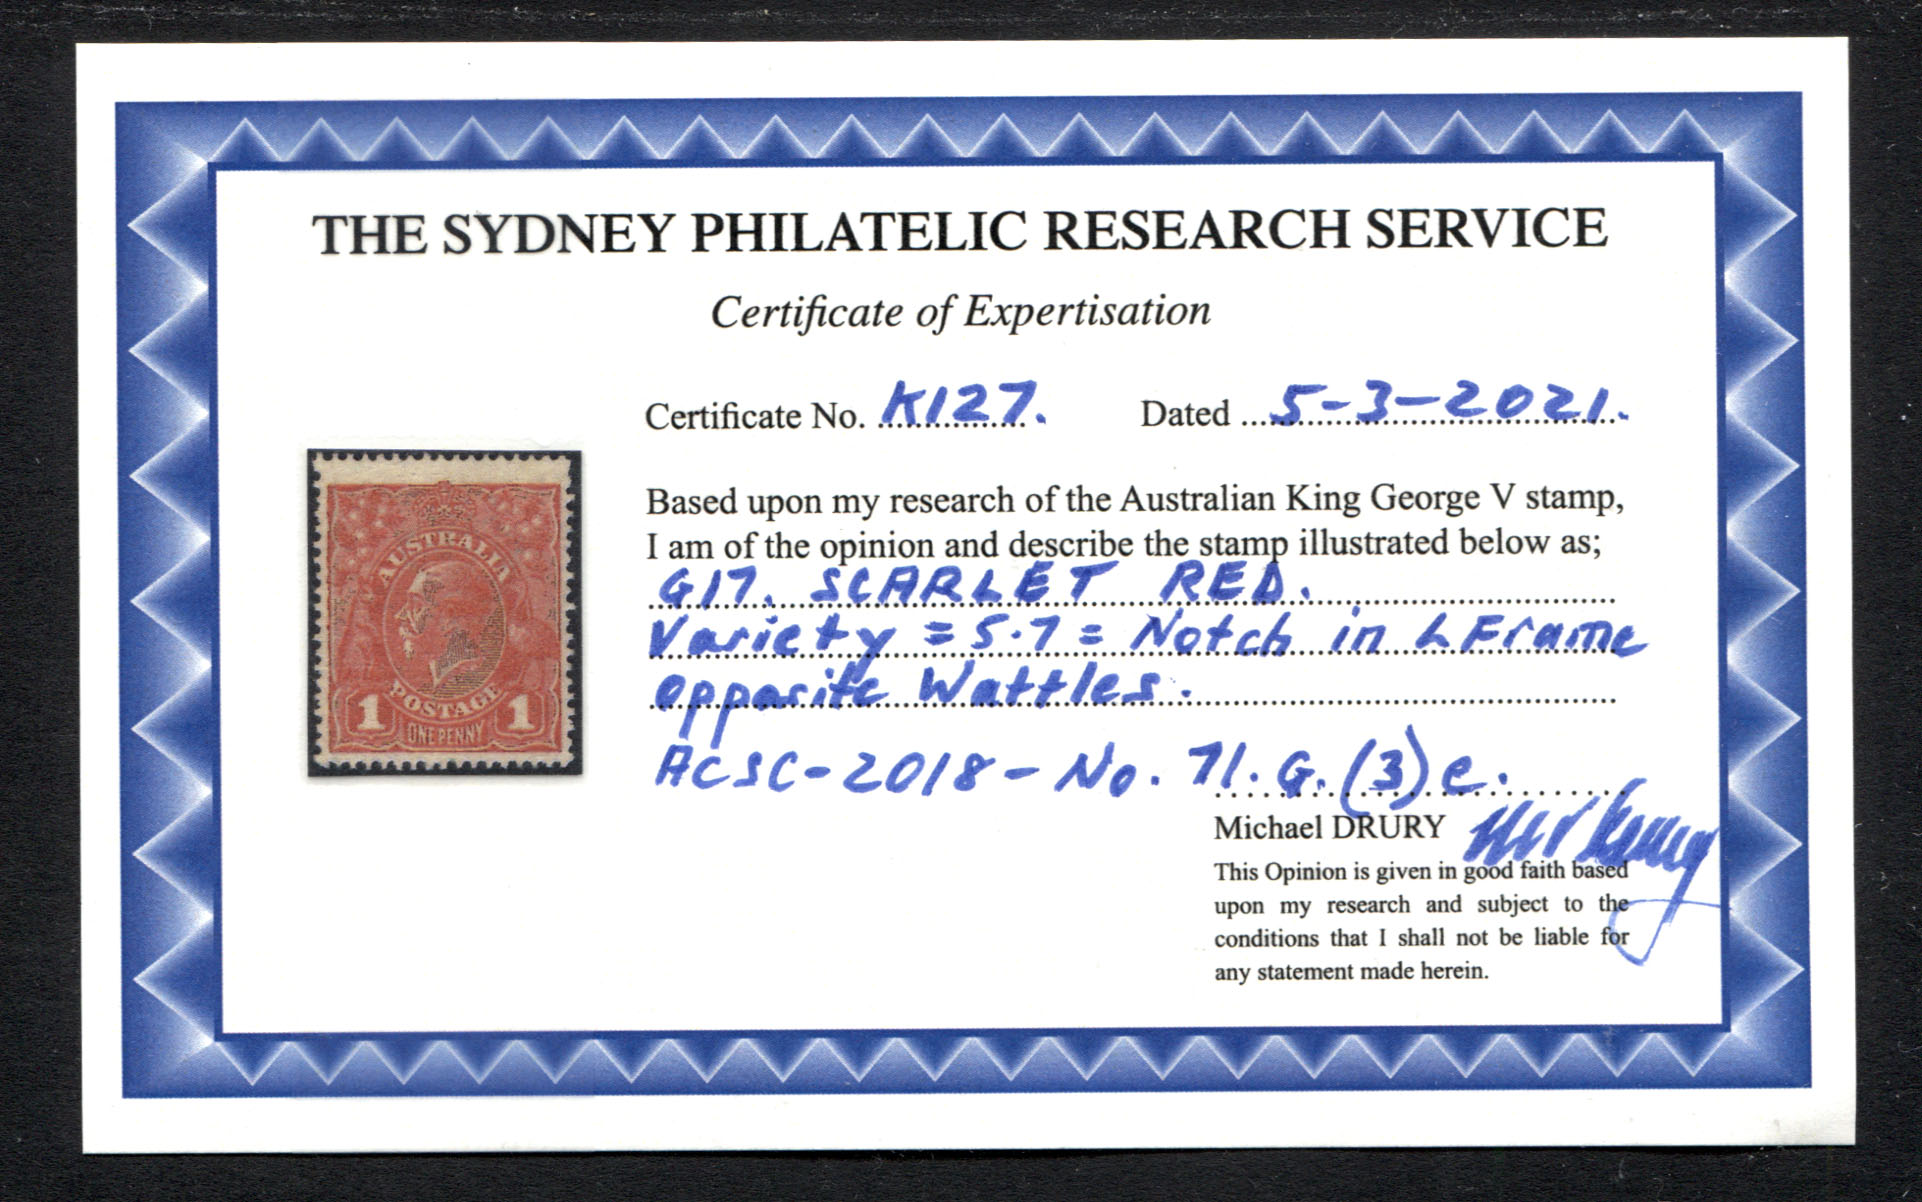 THE SYDNEY PHILATELIC RESEARCH SERVICE
Certificate of Expertisation
Certificate No. K127. Dated 5-3-2021.
AUSTRALIA
POSTAGE
1 1
ONE PENNY
Based upon my research of the Australian King George V stamp,
I am of the opinion and describe the stamp illustrated below as;
G17. SCARLET RED.
Variety = 5.7 = Notch in L Frame
opposite Wattles.
ACSC-2018-No. 71.G.(3)e.
Michael DRURY
This Opinion is given in good faith based
upon my research and subject to the
conditions that I shall not be liable for
any statement made herein.